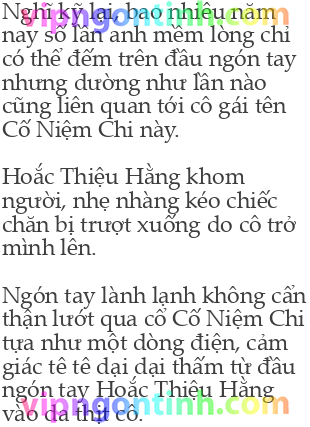 Nghĩ kỹ lại, bao nhiêu năm
nay số lần anh mềm lòng chỉ
có thể đếm trên đầu ngón tay
nhưng dường như lần nào
cũng liên quan tới cô gái tên
Cố Niệm Chi này.
Hoắc Thiệu Hằng khom
người, nhẹ nhàng kéo chiếc
chăn bị trượt xuống do cô trở
mình lên.
Ngón tay lành lạnh không cẩn
thận lướt qua cổ Cố Niệm Chi
tựa như một dòng điện, cảm
giác tê tê dại dại thấm từ đầu
ngón tay Hoắc Thiệu Hằng
vào da thịt cô.
vipngontinh.com
vipngontinh.com